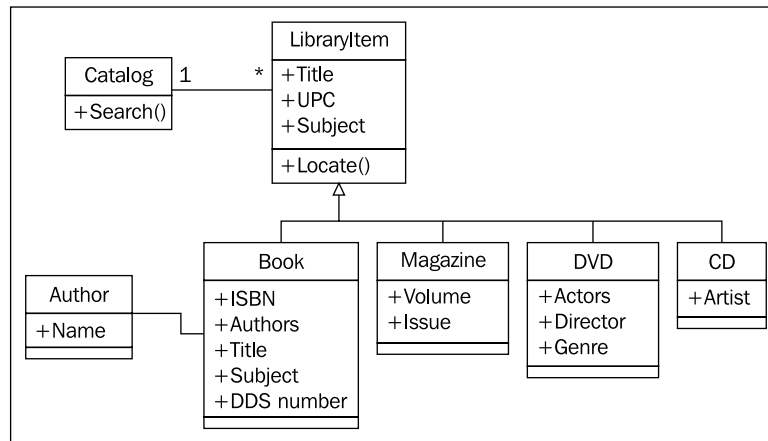 LibraryItem
+Title
+UPC
+Subject
+Locate()
Catalog
+Search()
1
*
Author
+Name
Book
+ISBN
+Authors
+Title
+Subject
+DDS number
Magazine
+Volume
+Issue
DVD
+Actors
+Director
+Genre
CD
+Artist